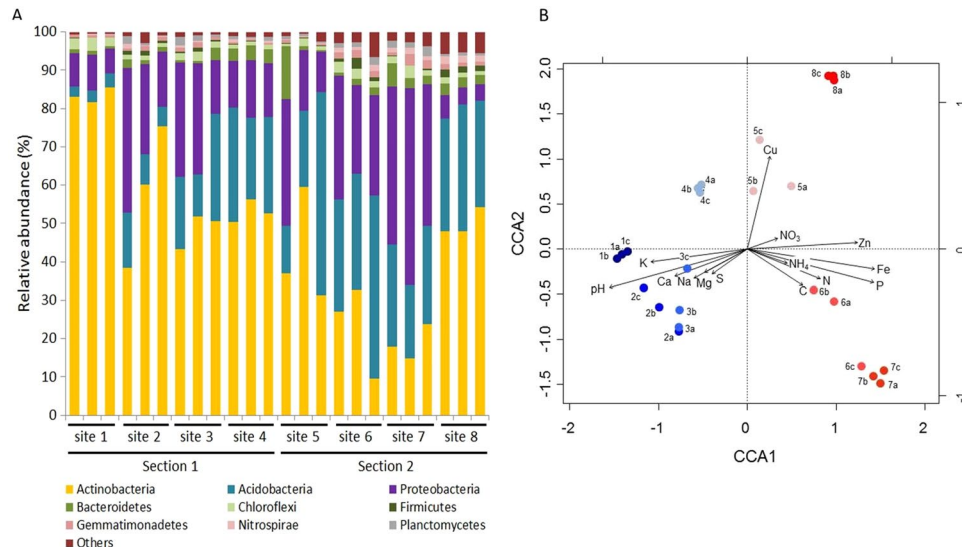 A
B
Relative abundance (%)
100
90
80
70
60
50
40
30
20
10
0
site 1 site 2 site 3 site 4 site 5 site 6 site 7 site 8
Section 1 Section 2
Actinobacteria Acidobacteria Proteobacteria
Bacteroidetes Chloroflexi Firmicutes
Gemmatimonadetes Nitrospirae Planctomycetes
Others
CCA2
2.0
1.5
1.0
0.5
0.0
-0.5
-1.0
-1.5
8c 8b
8a
5c
Cu
4b 4a
4c
5b 5a
NO3
Zn
1a 1c
1b
K
3c
NH4
Fe
pH
Ca Na Mg S
N
P
C
2c
6b
6a
2b
3b
3a
2a
6c
7c
7b
7a
-2 -1 0 1 2
CCA1
1
0
-1